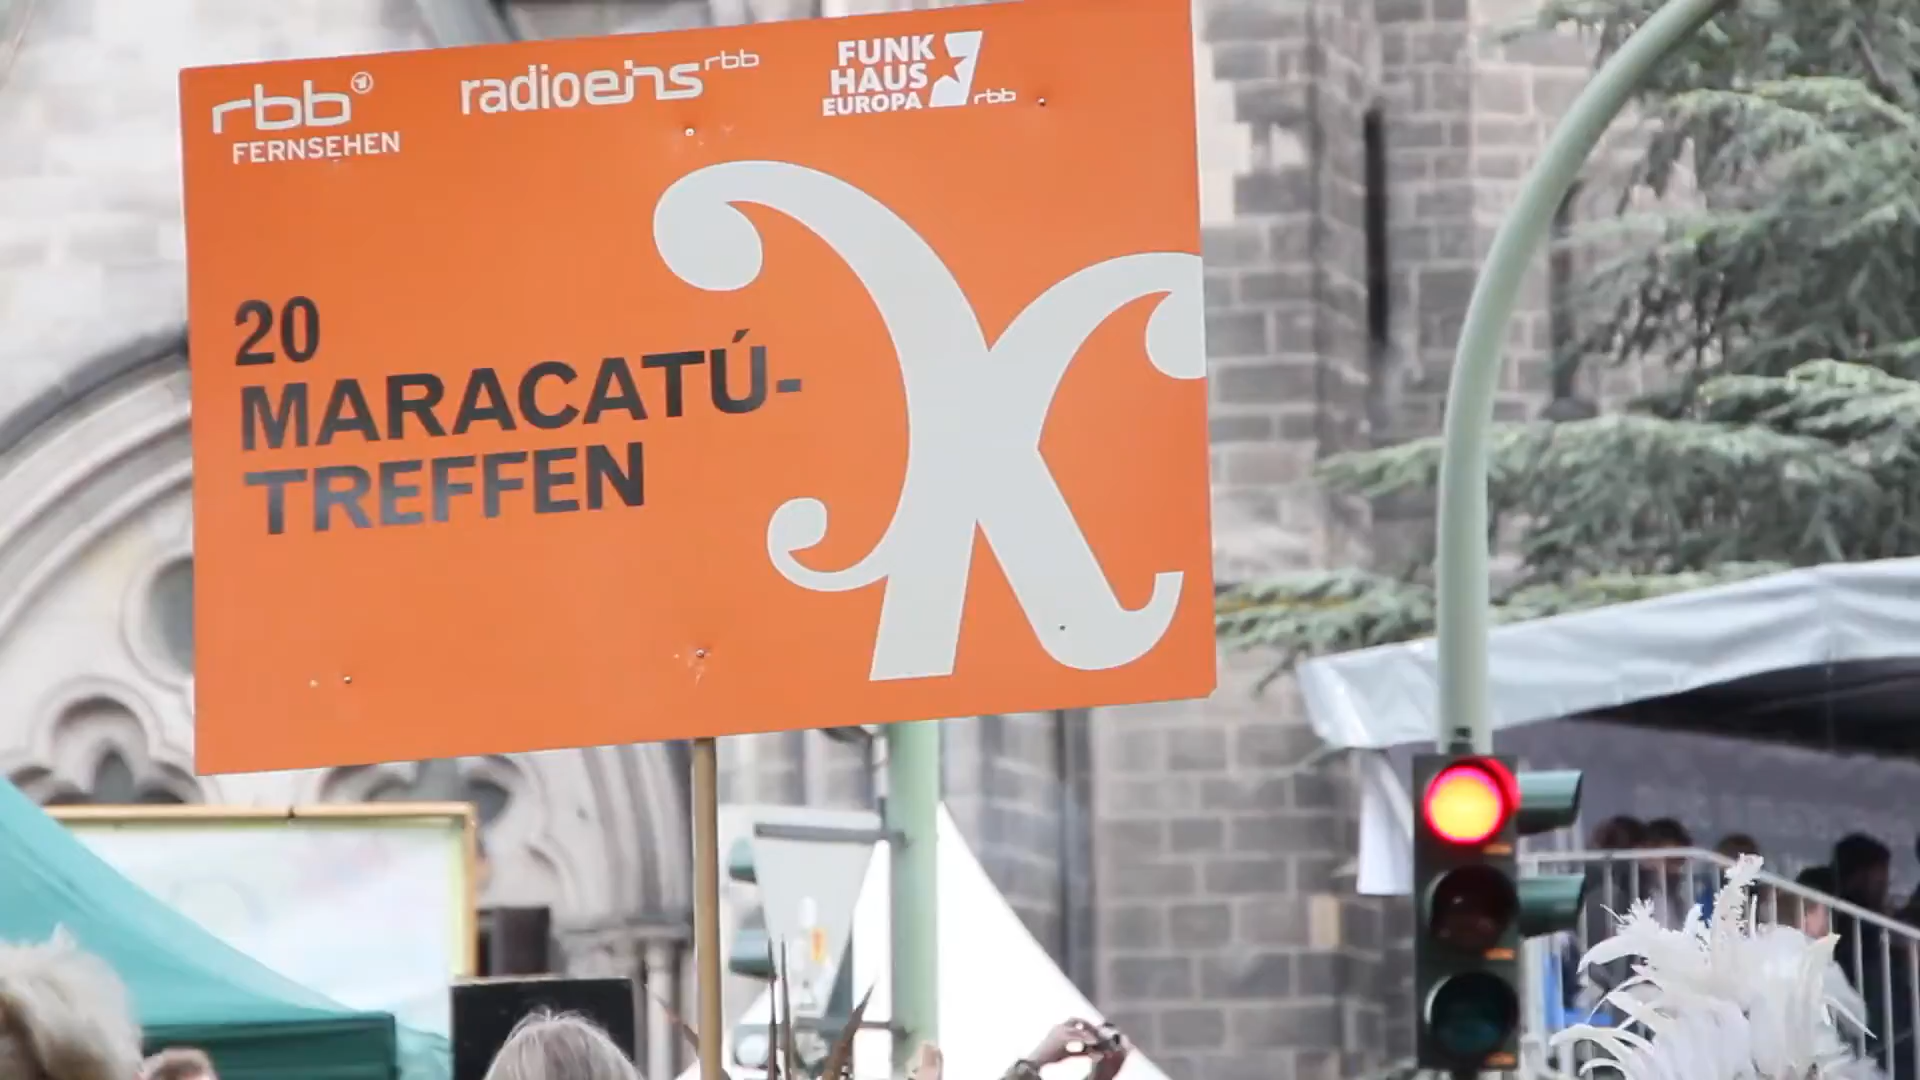 rbb
FERNSEHEN
radioeins rbb
FUNK
HAUS
EUROPA rbb
20
MARACATÚ-
TREFFEN